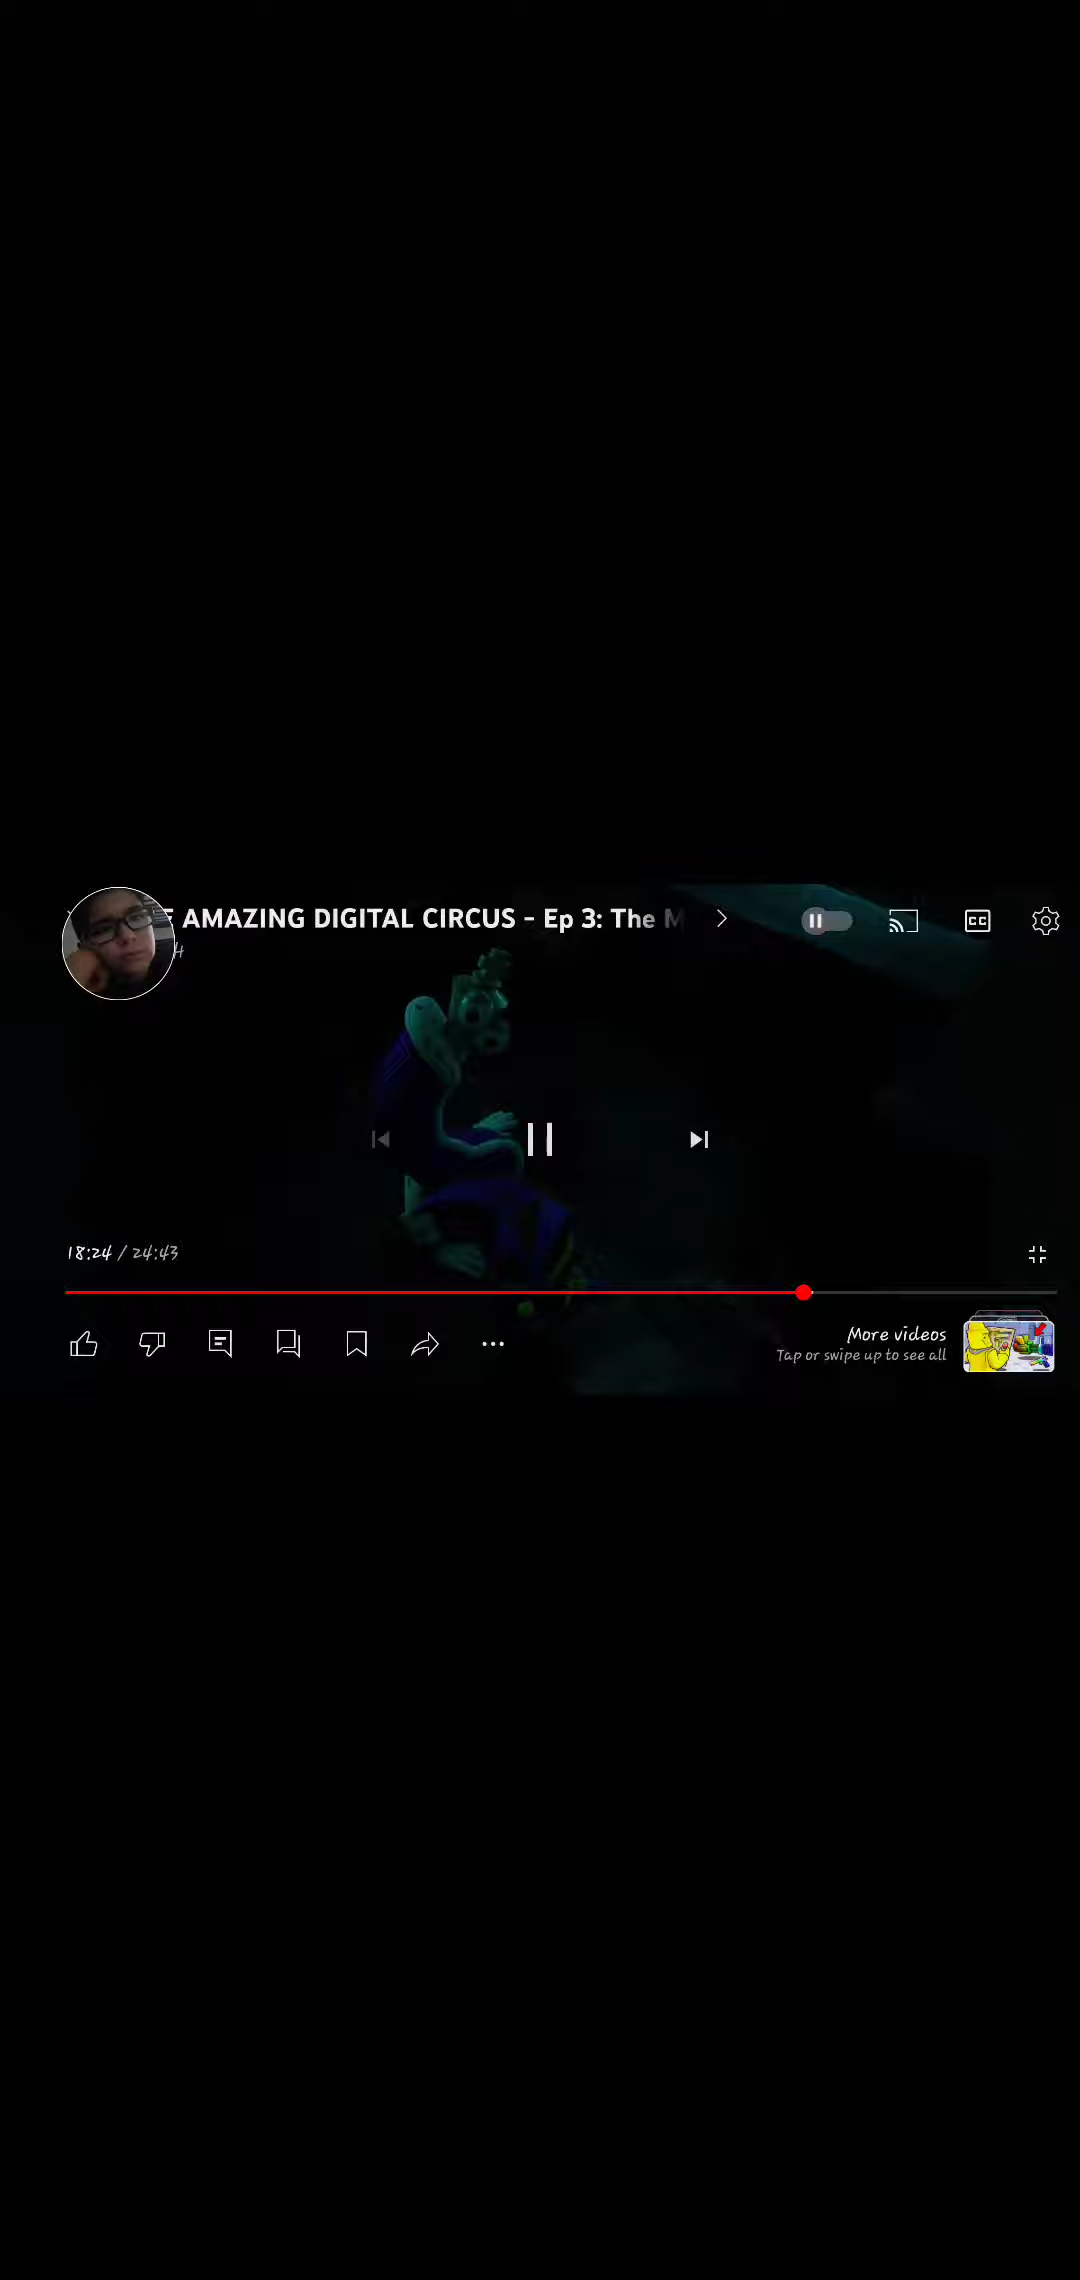 AMAZING DIGITAL CIRCUS - Ep 3: The M
18:24 / 24:43
More videos
Tap or swipe up to see all